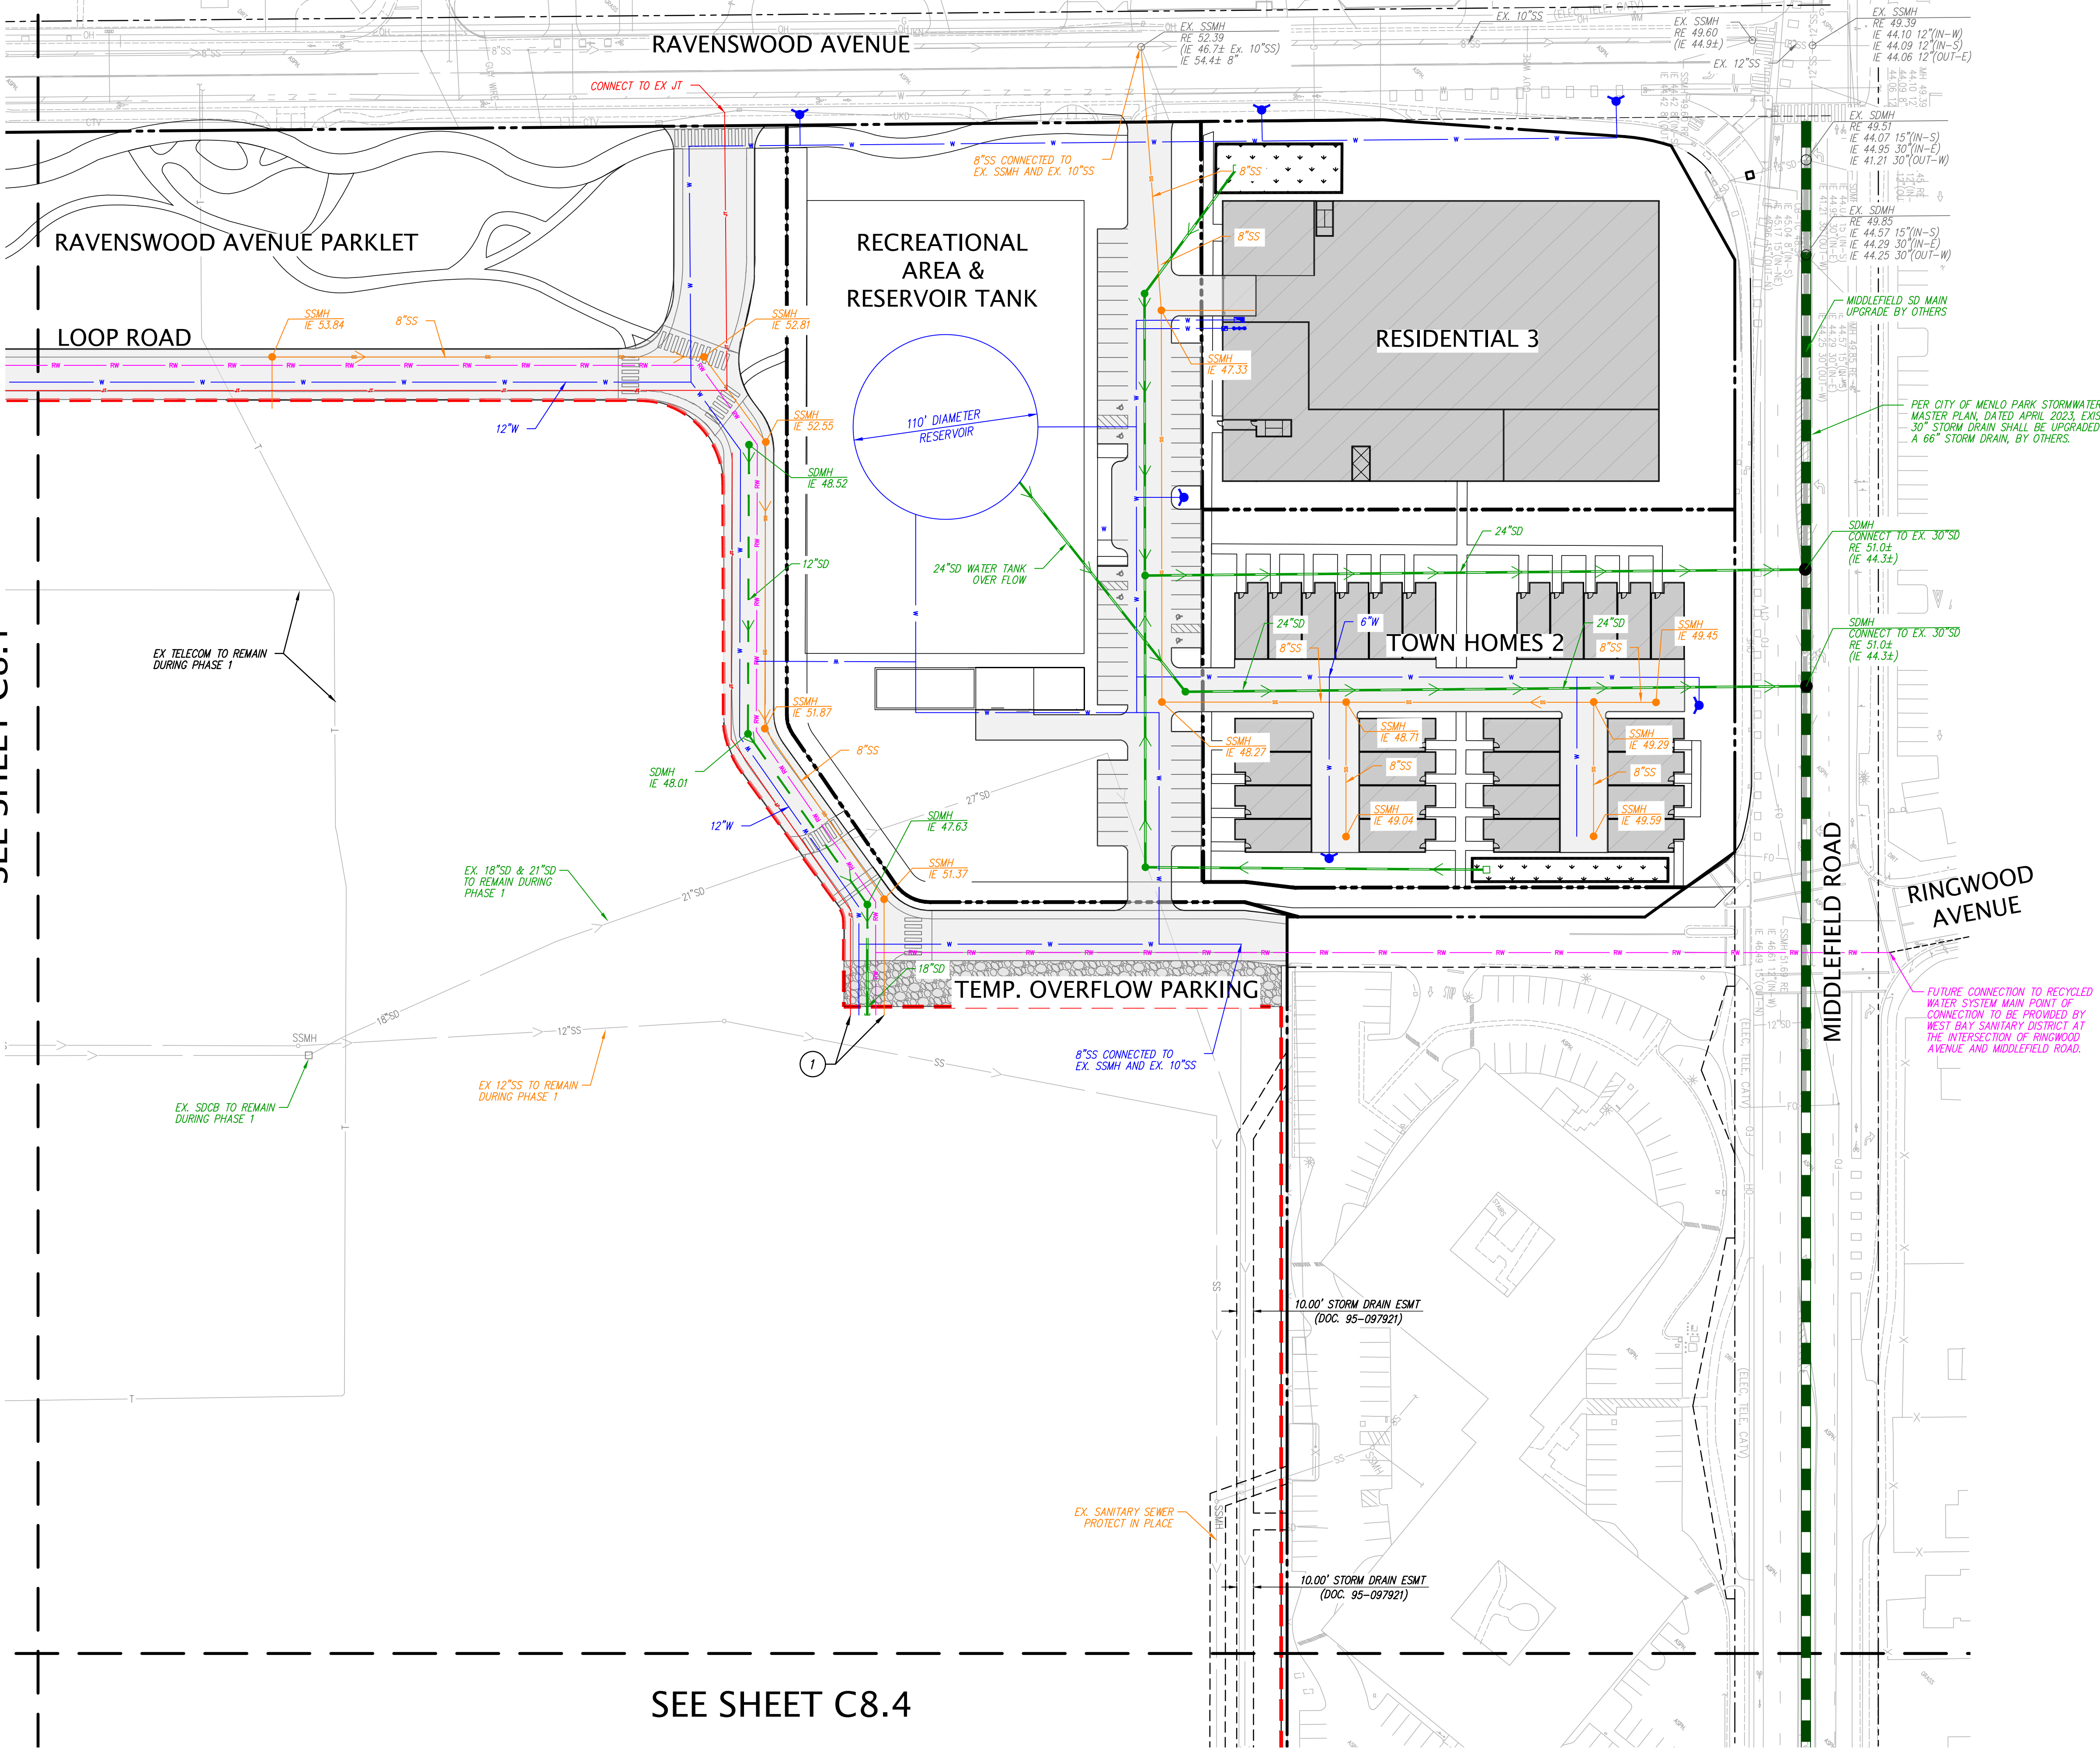 RAVENSWOOD AVENUE
EX. 10"SS
EX. SSMH
RE 52.39
(IE 46.7± Ex. 10"SS)
IE 54.4± 8"
EX. SSMH
RE 49.60
(IE 44.9±)
EX. 12"SS
EX. SSMH
RE 49.39
IE 44.10 12"(IN-W)
IE 44.09 12"(IN-S)
IE 44.06 12"(OUT-E)
CONNECT TO EX JT
EX. SDMH
RE 49.51
IE 44.07 15"(IN-S)
IE 44.95 30"(IN-E)
IE 41.21 30"(OUT-W)
8"SS CONNECTED TO
EX. SSMH AND EX. 10"SS
8"SS
8"SS
EX. SDMH
RE 49.85
IE 44.57 15"(IN-S)
IE 44.29 30"(IN-E)
IE 44.25 30"(OUT-W)
RAVENSWOOD AVENUE PARKLET
RECREATIONAL
AREA &
RESERVOIR TANK
MIDDLEFIELD SD MAIN
UPGRADE BY OTHERS
LOOP ROAD
SSMH
IE 53.84
8"SS
SSMH
IE 52.81
RESIDENTIAL 3
SSMH
IE 47.33
12"W
SSMH
IE 52.55
110' DIAMETER
RESERVOIR
PER CITY OF MENLO PARK STORMWATER
MASTER PLAN, DATED APRIL 2023, EXIS
30" STORM DRAIN SHALL BE UPGRADED
A 66" STORM DRAIN, BY OTHERS.
SDMH
IE 48.52
12"SD
24"SD WATER TANK
OVER FLOW
24"SD
SDMH
CONNECT TO EX. 30"SD
RE 51.0±
(IE 44.3±)
EX TELECOM TO REMAIN
DURING PHASE 1
24"SD
6"W
TOWN HOMES 2
24"SD
8"SS
8"SS
SSMH
IE 49.45
SDMH
CONNECT TO EX. 30"SD
RE 51.0±
(IE 44.3±)
SSMH
IE 51.87
8"SS
SSMH
IE 48.27
SSMH
IE 48.71
SSMH
IE 49.29
8"SS
8"SS
SDMH
IE 48.01
12"W
27"SD
SDMH
IE 47.63
SSMH
IE 49.04
SSMH
IE 49.59
SSMH
IE 51.37
EX. 18"SD & 21"SD
TO REMAIN DURING
PHASE 1
21"SD
18"SD
18"SD
TEMP. OVERFLOW PARKING
MIDDLEFIELD ROAD
RINGWOOD
AVENUE
FUTURE CONNECTION TO RECYCLED
WATER SYSTEM MAIN POINT OF
CONNECTION TO BE PROVIDED BY
WEST BAY SANITARY DISTRICT AT
THE INTERSECTION OF RINGWOOD
AVENUE AND MIDDLEFIELD ROAD.
SSMH
12"SS
SS
1
8"SS CONNECTED TO
EX. SSMH AND EX. 10"SS
EX 12"SS TO REMAIN
DURING PHASE 1
EX. SDCB TO REMAIN
DURING PHASE 1
STOP
STAIRS
10.00' STORM DRAIN ESMT
(DOC. 95-097921)
EX. SANITARY SEWER
PROTECT IN PLACE
SSMH
10.00' STORM DRAIN ESMT
(DOC. 95-097921)
(ELEC, TELE, CATV)
SEE SHEET C8.4